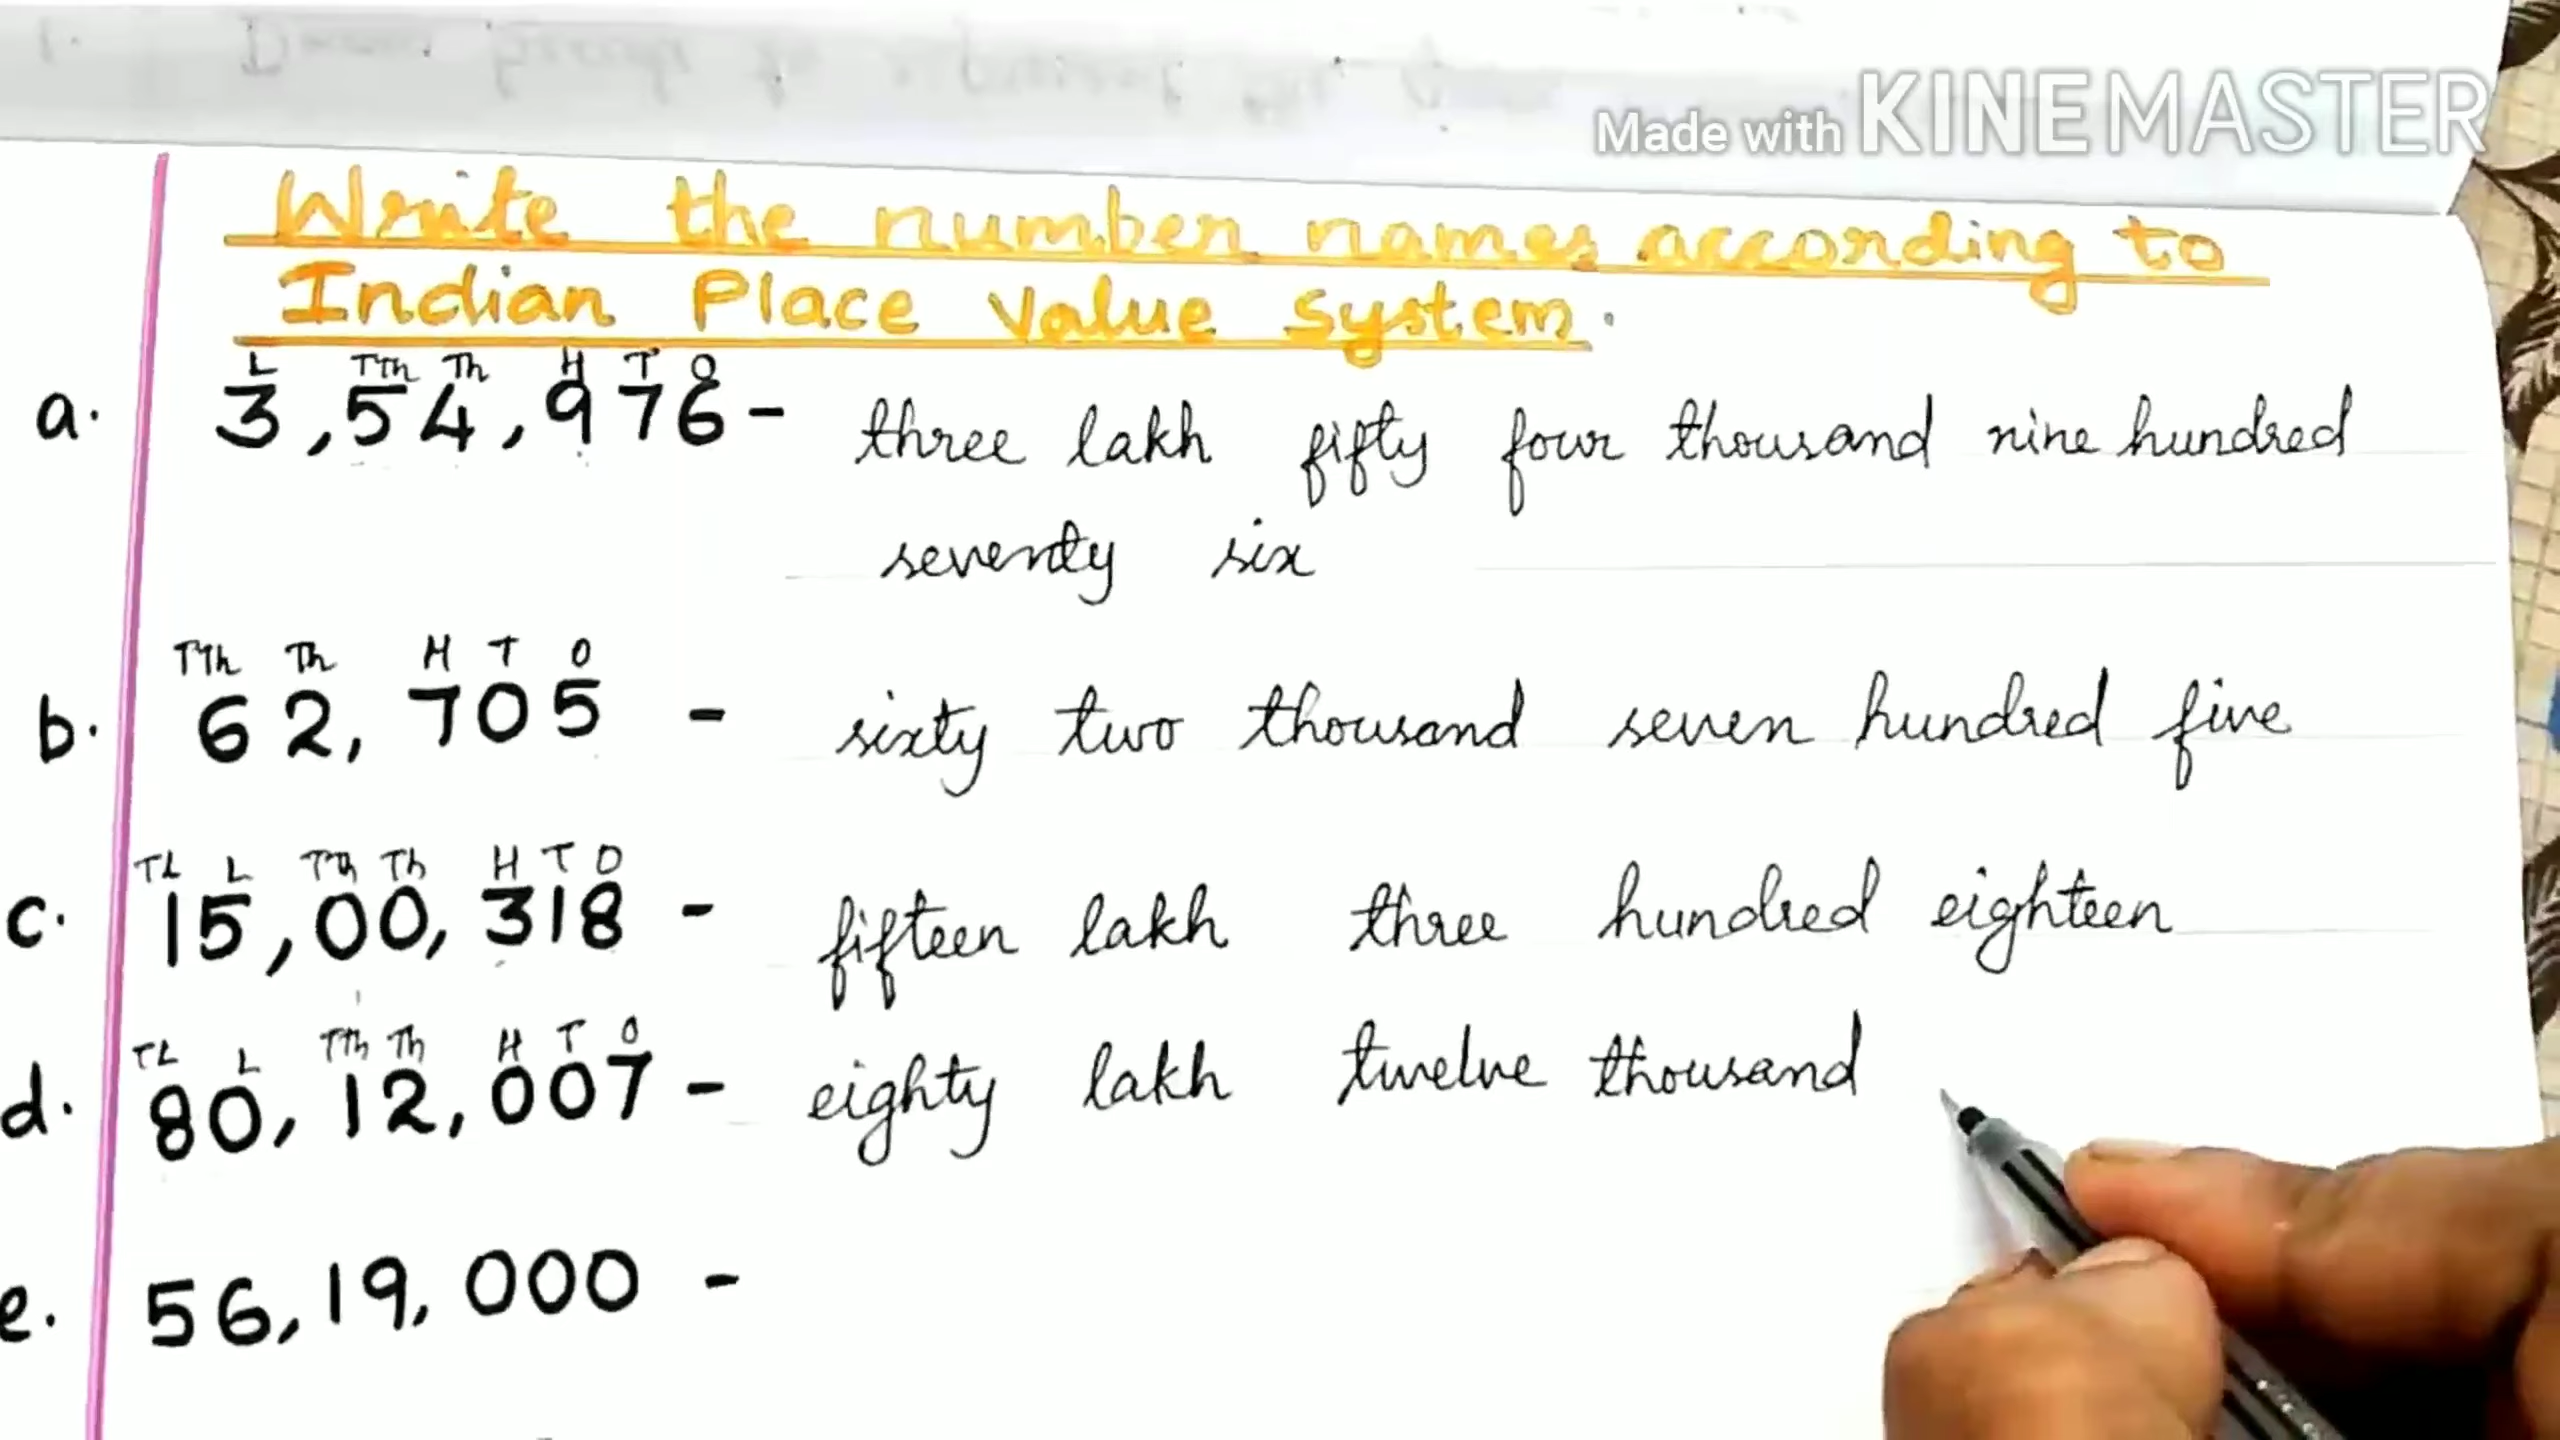 Made with KINEMASTER
Write the number names according to
Indian Place Value System.
L TTh Th H T O
a. 3,54,976 - three lakh fifty four thousand nine hundred
seventy six
TTh Th H T O
b. 62,705 - sixty two thousand seven hundred five
TL L TTh Th H T O
c. 15,00,318 - fifteen lakh three hundred eighteen
TL L TTh Th H T O
d. 80,12,007 - eighty lakh twelve thousand
e. 56,19,000 -